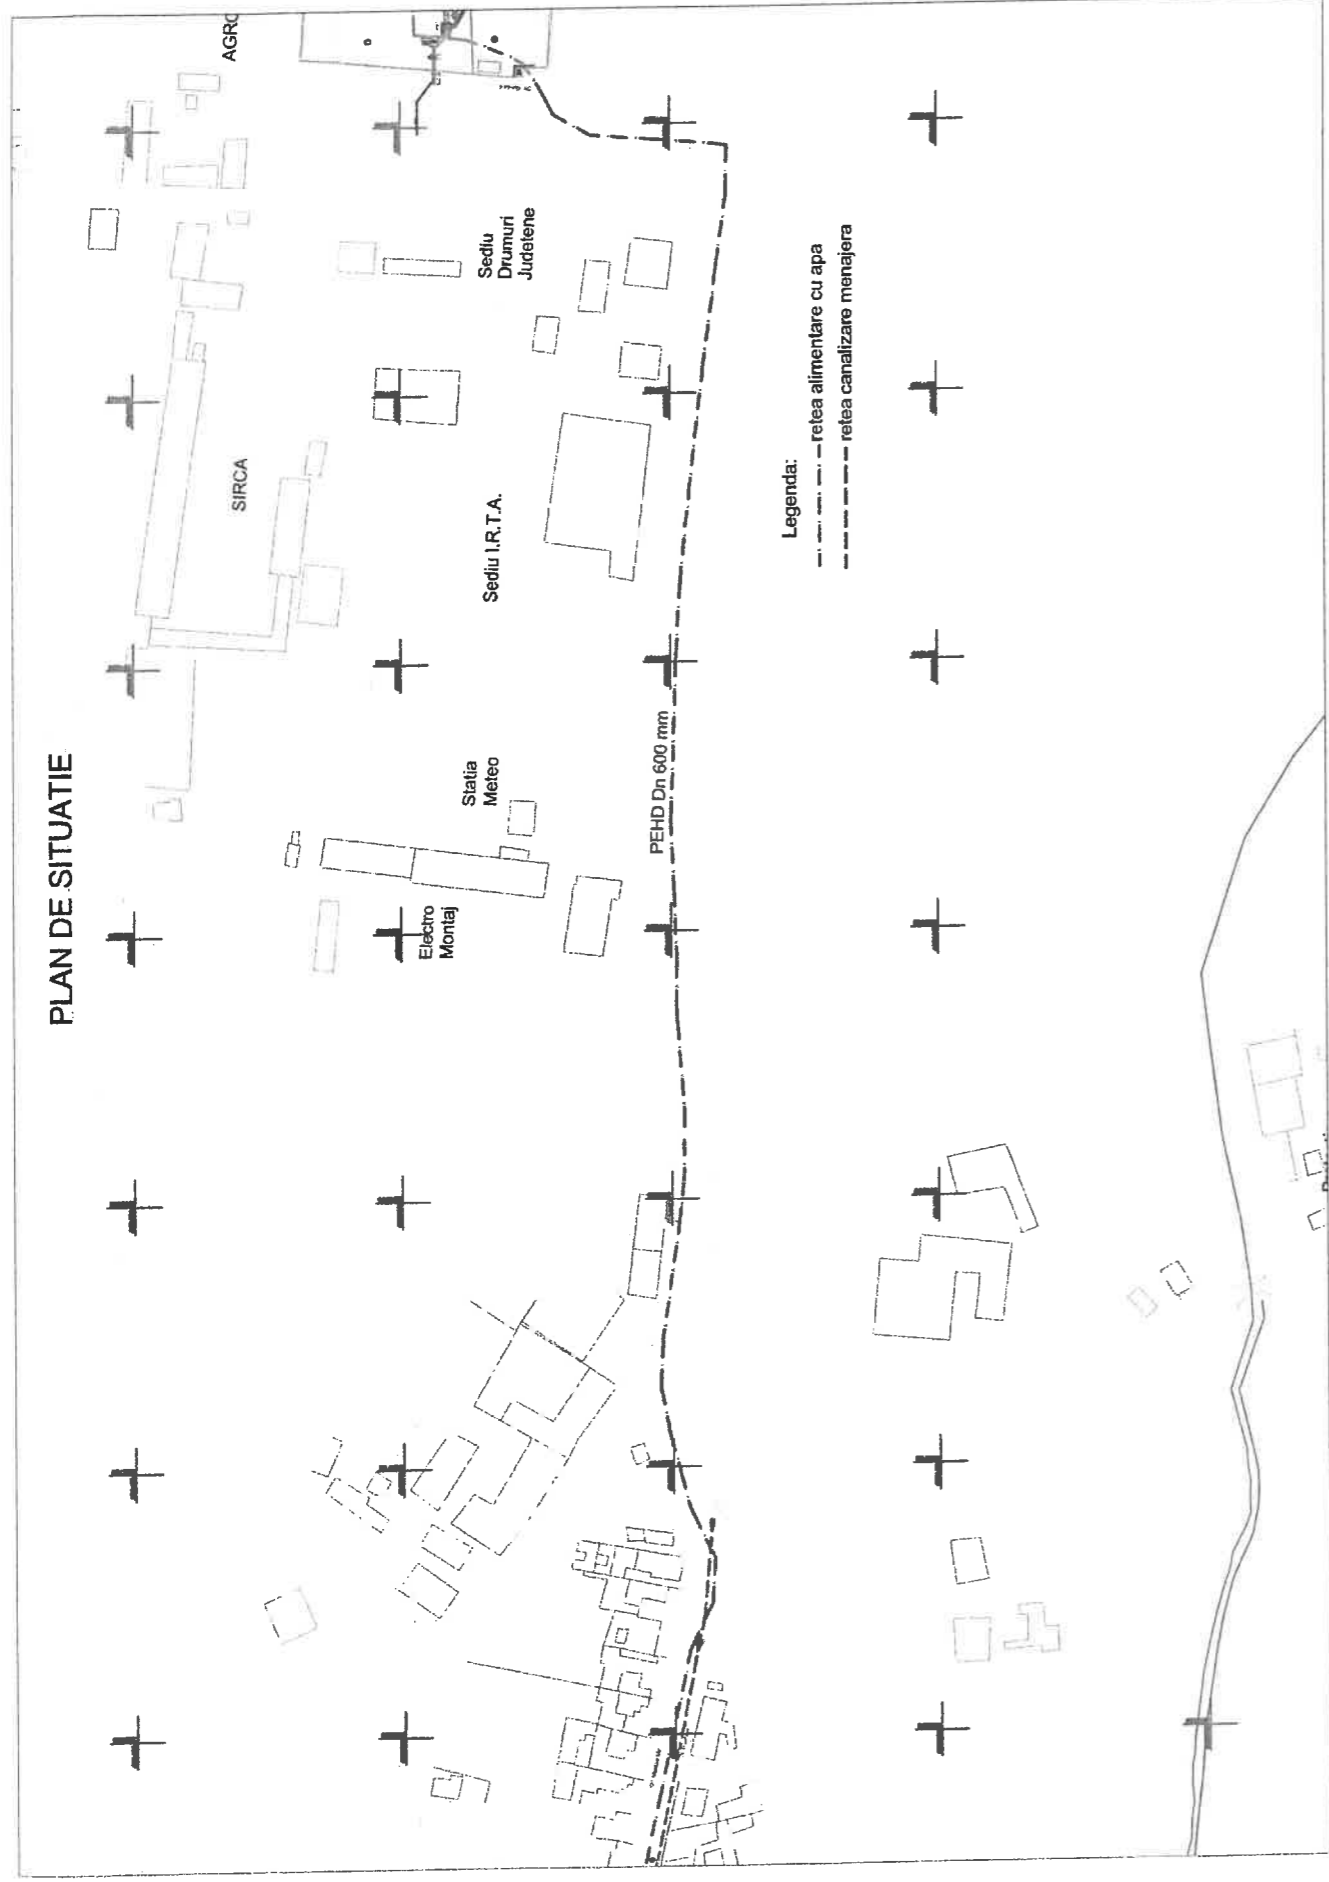 PLAN DE SITUATIE
AGRO
SIRCA
Sediu
Drumuri
Judetene
Sediu I.R.T.A.
Statia
Meteo
Electro
Montaj
PEHD Dn 600 mm
Legenda:
retea alimentare cu apa
retea canalizare menajera